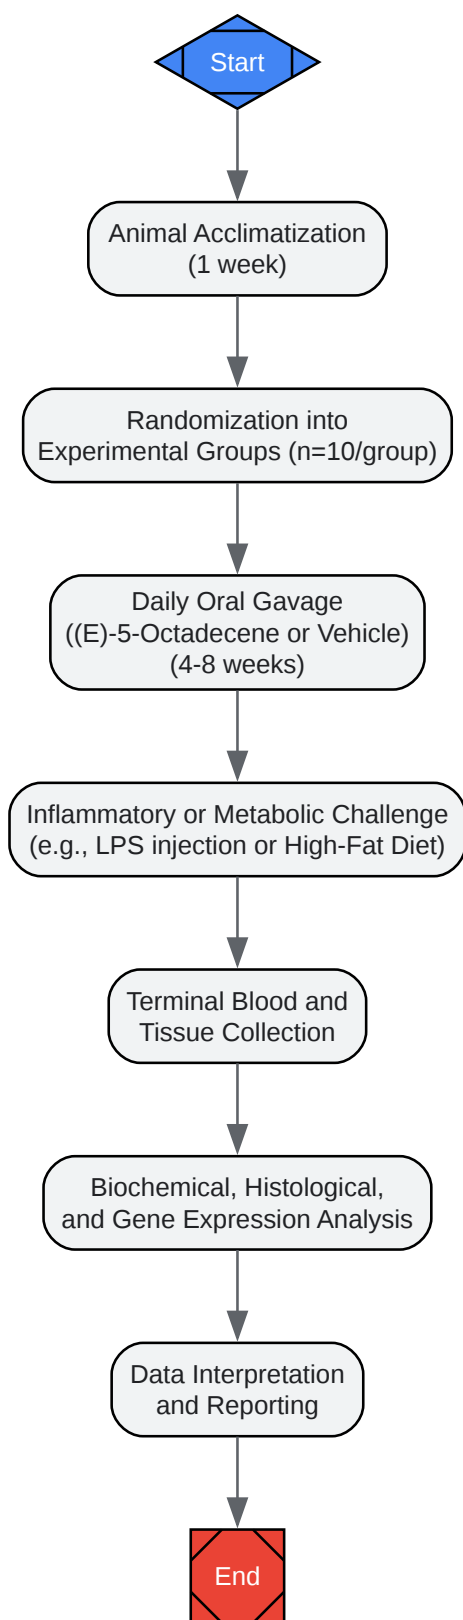 Start
Animal Acclimatization
(1 week)
Randomization into
Experimental Groups (n=10/group)
Daily Oral Gavage
((E)-5-Octadecene or Vehicle)
(4-8 weeks)
Inflammatory or Metabolic Challenge
(e.g., LPS injection or High-Fat Diet)
Terminal Blood and
Tissue Collection
Biochemical, Histological,
and Gene Expression Analysis
Data Interpretation
and Reporting
End